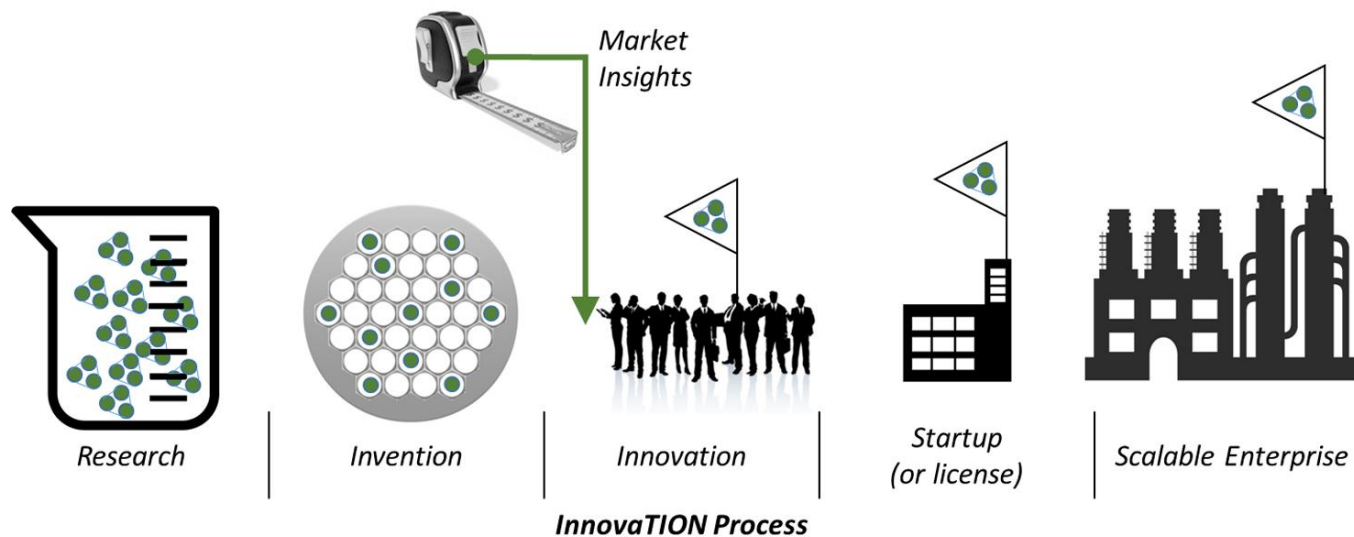 Market
Insights
Research
Invention
Innovation
Startup
(or license)
Scalable Enterprise
InnovaTION Process